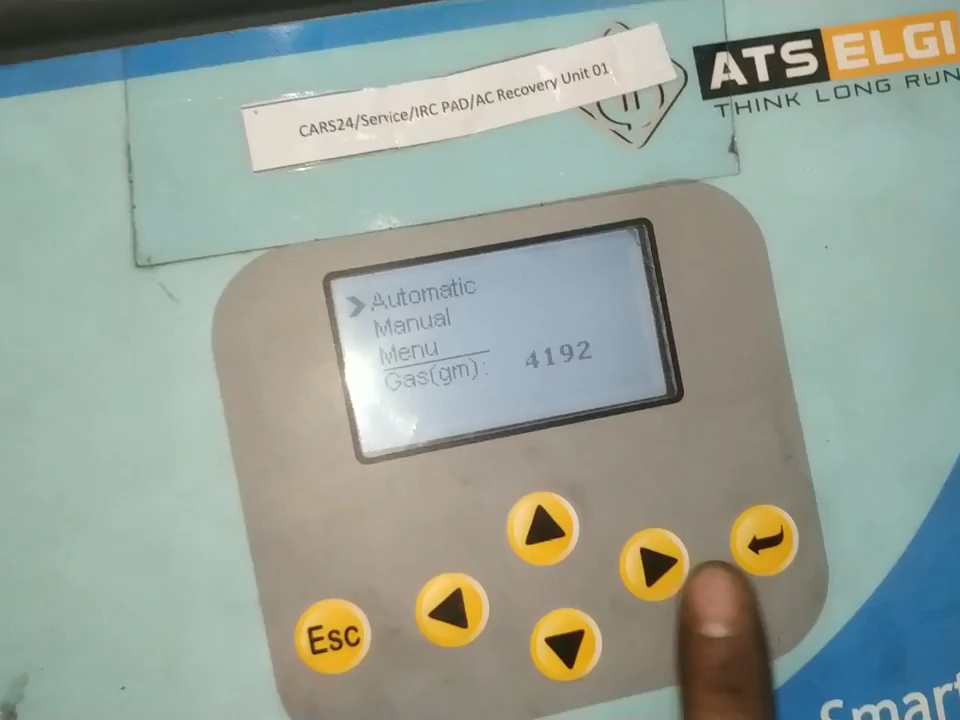 CARS24/Service/IRC PAD/AC Recovery Unit 01
ATS ELGI
THINK LONG RUN
Automatic
Manual
Menu
Gas(gm): 4192
Esc
Smart